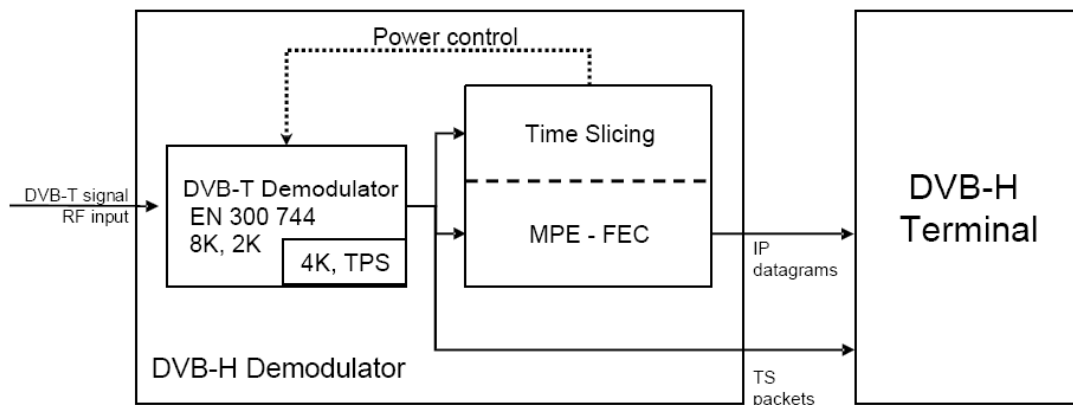 Power control
Time Slicing
DVB-T Demodulator
EN 300 744
8K, 2K
4K, TPS
DVB-T signal
RF input
MPE - FEC
IP
datagrams
DVB-H
Terminal
DVB-H Demodulator
TS
packets